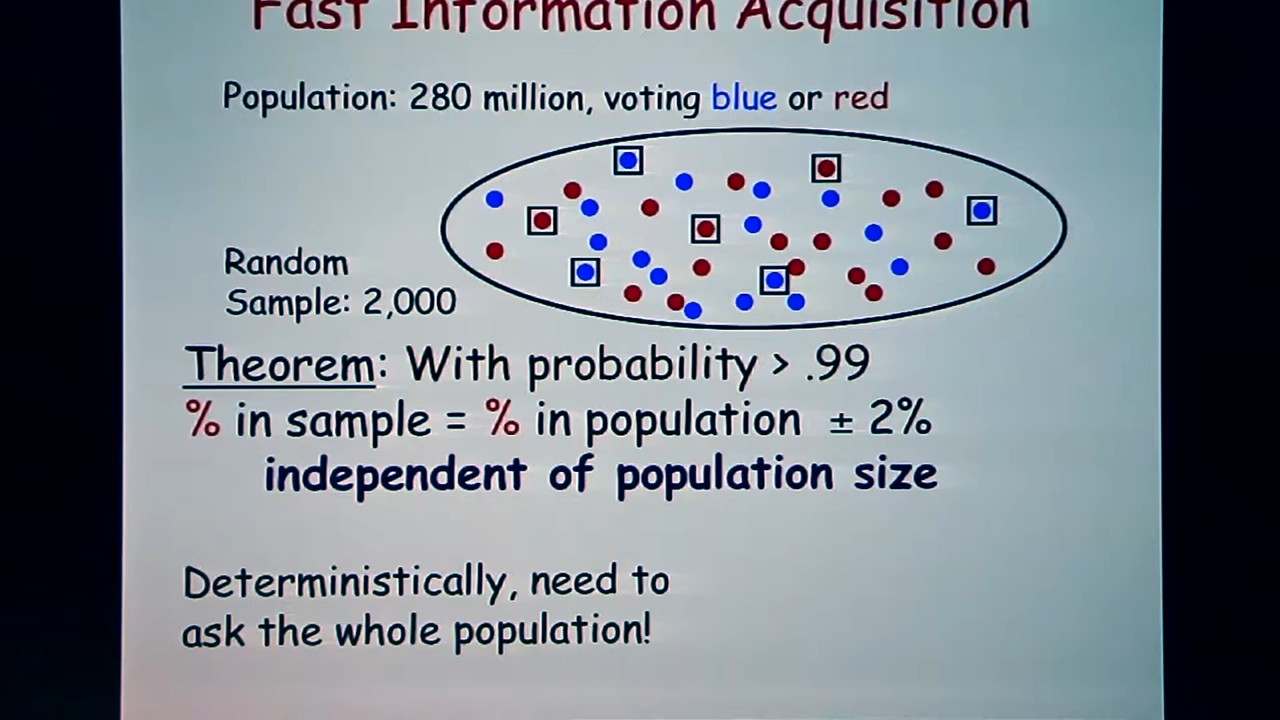 Fast Information Acquisition
Population: 280 million, voting blue or red
Random
Sample: 2,000
Theorem: With probability > .99
% in sample = % in population ± 2%
independent of population size
Deterministically, need to
ask the whole population!